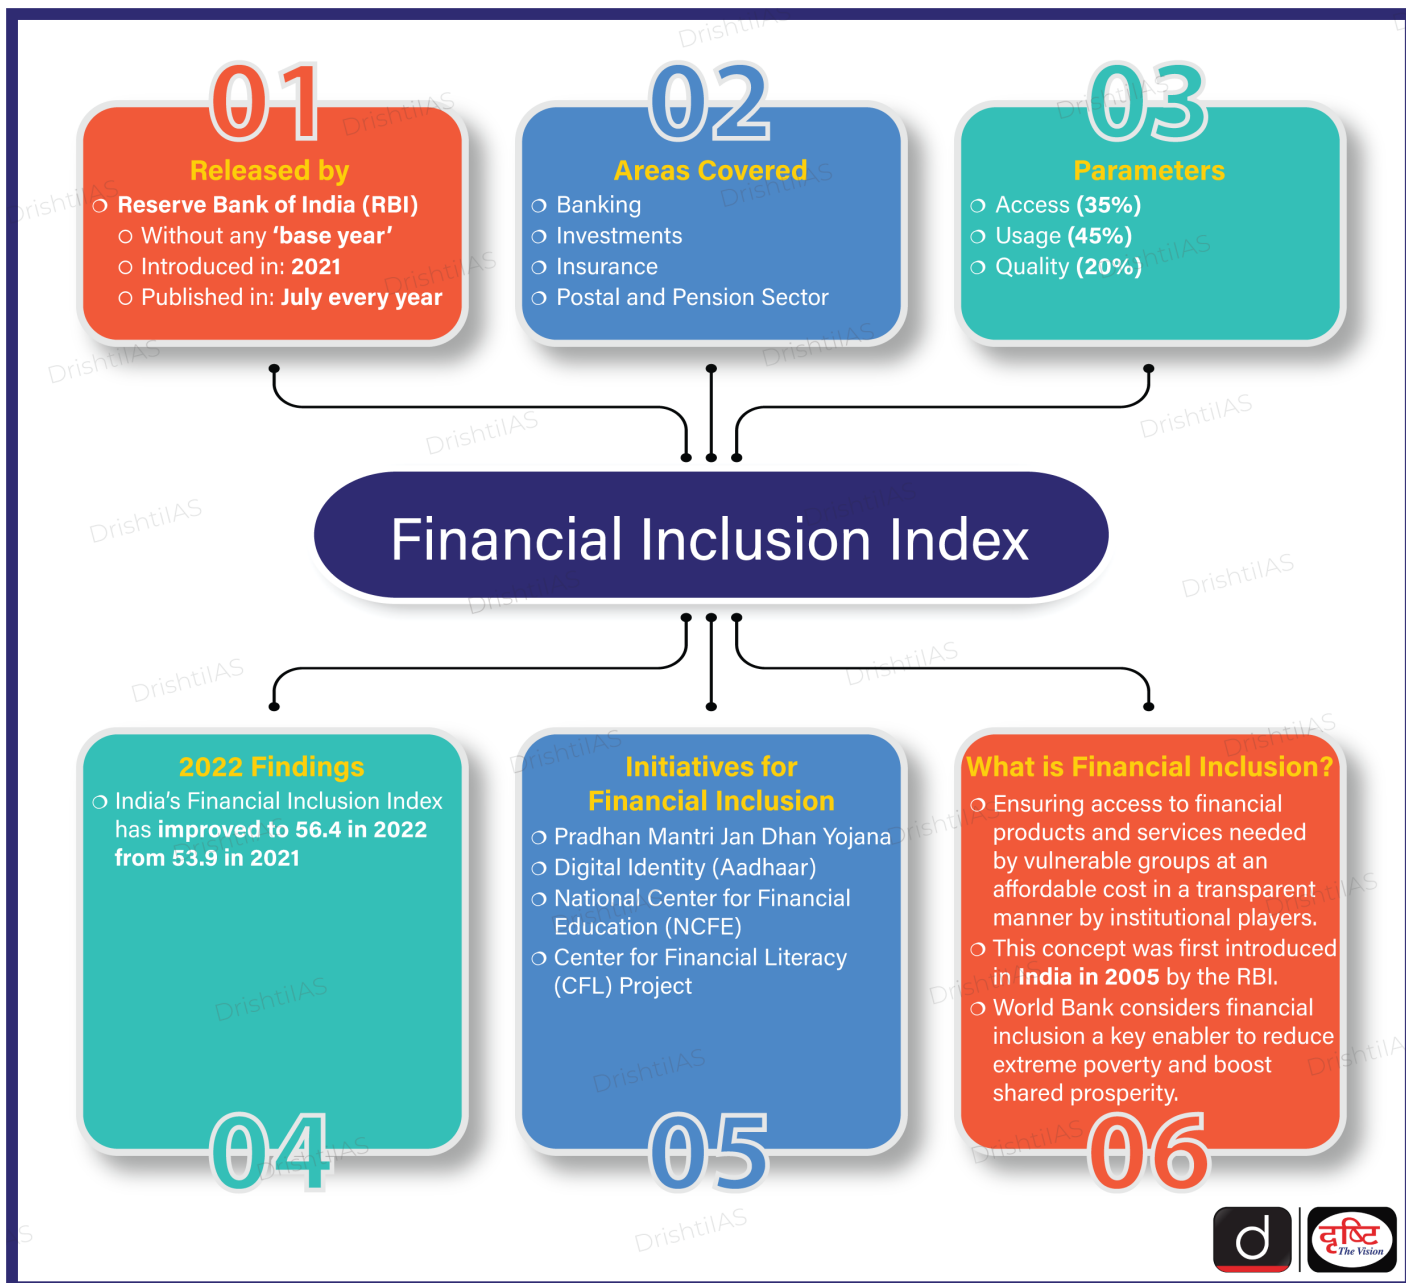 01
Released by
❍ Reserve Bank of India (RBI)
○ Without any ‘base year’
○ Introduced in: 2021
○ Published in: July every year
02
Areas Covered
❍ Banking
❍ Investments
❍ Insurance
❍ Postal and Pension Sector
03
Parameters
❍ Access (35%)
❍ Usage (45%)
❍ Quality (20%)
Financial Inclusion Index
2022 Findings
❍ India’s Financial Inclusion Index
has improved to 56.4 in 2022
from 53.9 in 2021
04
Initiatives for
Financial Inclusion
❍ Pradhan Mantri Jan Dhan Yojana
❍ Digital Identity (Aadhaar)
❍ National Center for Financial
Education (NCFE)
❍ Center for Financial Literacy
(CFL) Project
05
What is Financial Inclusion?
❍ Ensuring access to financial
products and services needed
by vulnerable groups at an
affordable cost in a transparent
manner by institutional players.
❍ This concept was first introduced
in India in 2005 by the RBI.
❍ World Bank considers financial
inclusion a key enabler to reduce
extreme poverty and boost
shared prosperity.
06
d
दृष्टि
The Vision
DrishtiIAS